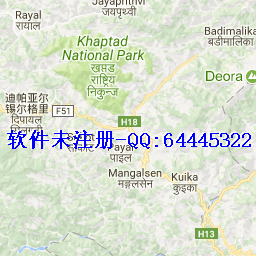 Jayaprithvi
जयपृथ्वी
Rayal
रायाल
Badimalika
बडीमालिका
Khaptad
National Park
खप्तड
राष्ट्रिय
निकुन्ज
Deora
迪帕亚尔
锡尔格里
F51
H18
软件未注册-QQ:64445322
Payal
पाइल
Mangalsen
मङ्गलसेन
Kuika
कुइका
H13